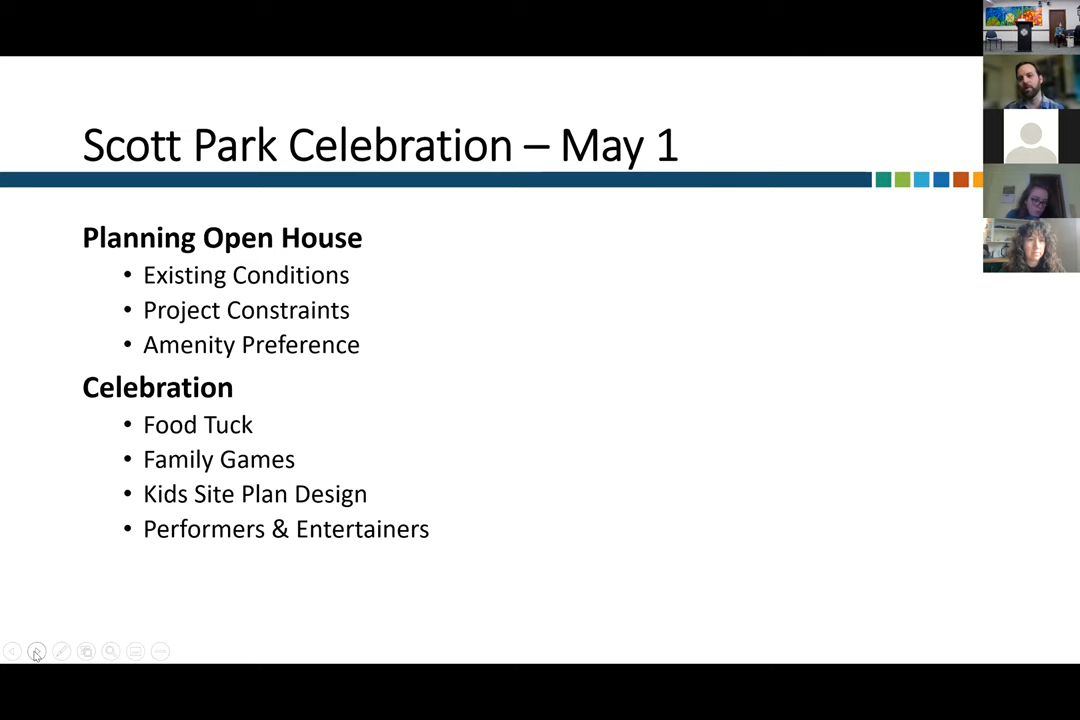 Scott Park Celebration – May 1
Planning Open House
• Existing Conditions
• Project Constraints
• Amenity Preference
Celebration
• Food Tuck
• Family Games
• Kids Site Plan Design
• Performers & Entertainers